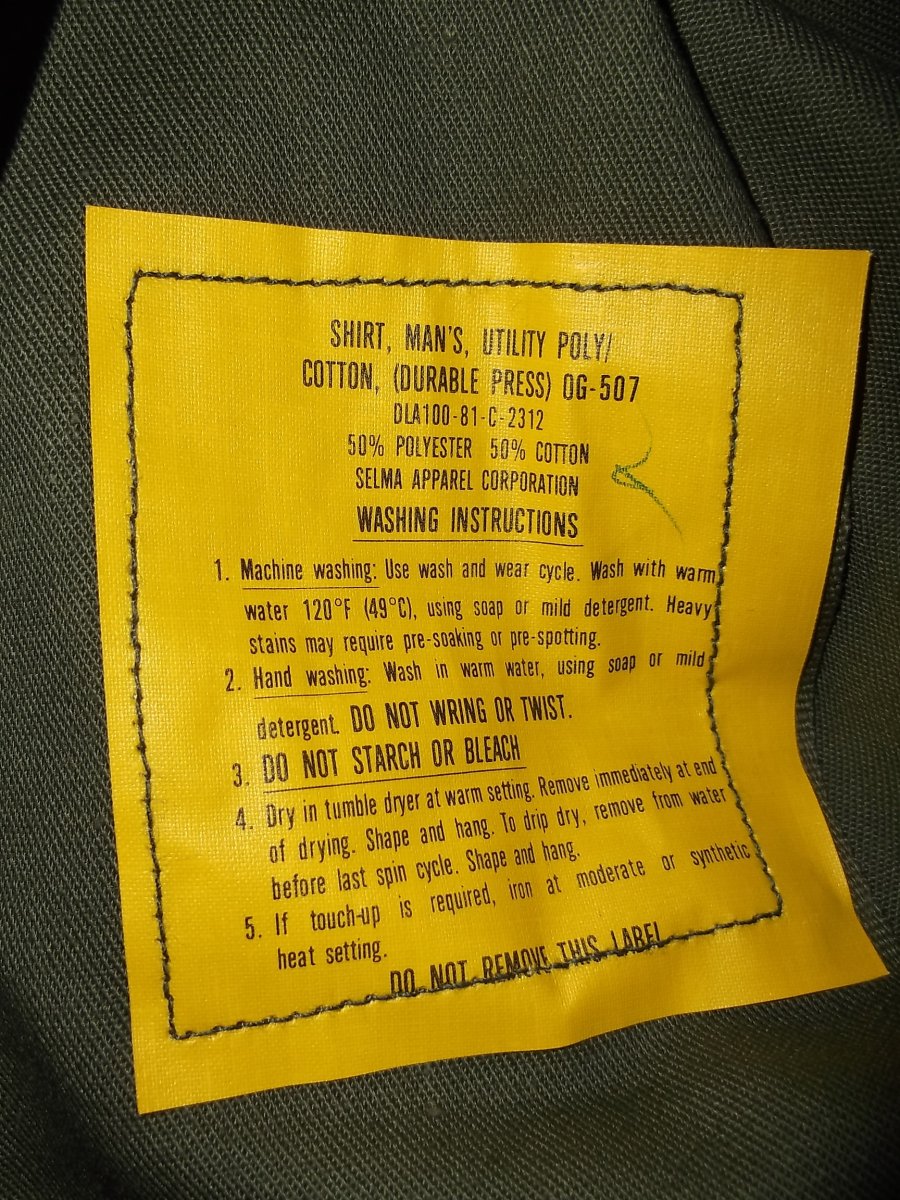 SHIRT, MAN'S, UTILITY POLY/
COTTON, (DURABLE PRESS) OG-507
DLA100-81-C-2312
50% POLYESTER 50% COTTON
SELMA APPAREL CORPORATION
WASHING INSTRUCTIONS
1. Machine washing: Use wash and wear cycle. Wash with warm
water 120°F (49°C), using soap or mild detergent. Heavy
stains may require pre-soaking or pre-spotting.
2. Hand washing: Wash in warm water, using soap or mild
detergent. DO NOT WRING OR TWIST.
3. DO NOT STARCH OR BLEACH
4. Dry in tumble dryer at warm setting. Remove immediately at end
of drying. Shape and hang. To drip dry, remove from water
before last spin cycle. Shape and hang.
5. If touch-up is required, iron at moderate or synthetic
heat setting.
DO NOT REMOVE THIS LABEL